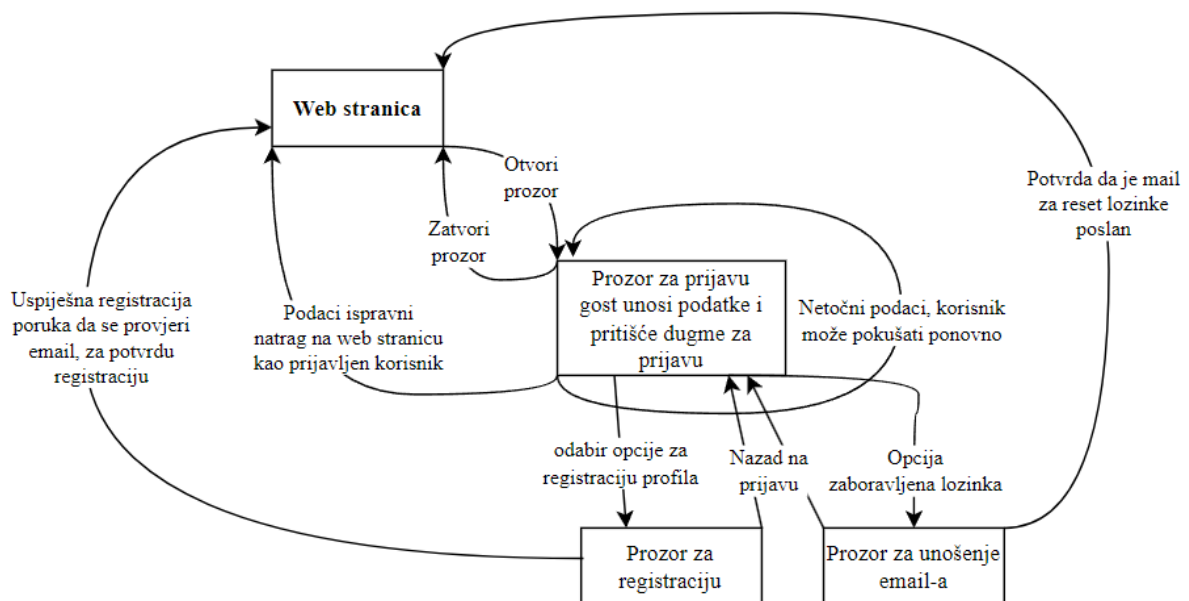 Web stranica
Otvori
prozor
Zatvori
prozor
Potvrda da je mail
za reset lozinke
poslan
Prozor za prijavu
gost unosi podatke i
pritišće dugme za
prijavu
Netočni podaci, korisnik
može pokušati ponovno
Uspiješna registracija
poruka da se provjeri
email, za potvrdu
registraciju
Podaci ispravni
natrag na web stranicu
kao prijavljen korisnik
odabir opcije za
registraciju profila
Nazad na
prijavu
Opcija
zaboravljena lozinka
Prozor za
registraciju
Prozor za unošenje
email-a